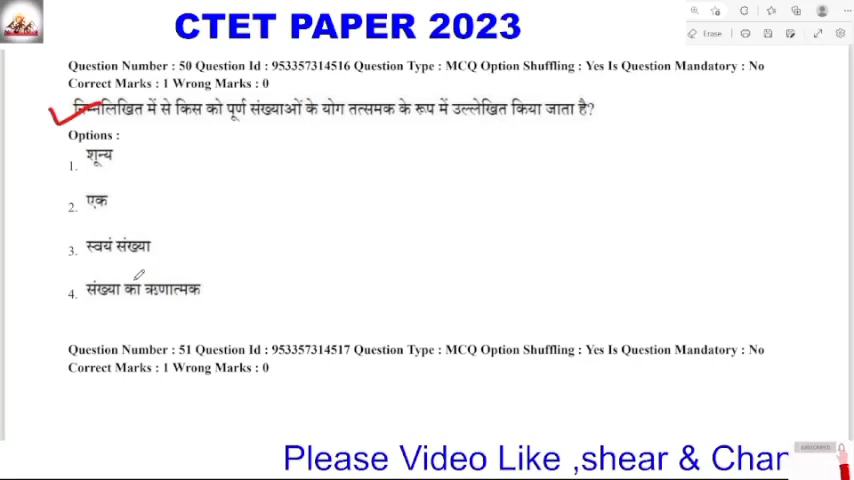 CTET PAPER 2023
Erase
Question Number : 50 Question Id : 953357314516 Question Type : MCQ Option Shuffling : Yes Is Question Mandatory : No
Correct Marks : 1 Wrong Marks : 0
निम्नलिखित में से किस को पूर्ण संख्याओं के योग तत्समक के रूप में उल्लेखित किया जाता है?
Options :
1. शून्य
2. एक
3. स्वयं संख्या
4. संख्या का ऋणात्मक
Question Number : 51 Question Id : 953357314517 Question Type : MCQ Option Shuffling : Yes Is Question Mandatory : No
Correct Marks : 1 Wrong Marks : 0
Please Video Like ,shear & Chan
SUBSCRIBED